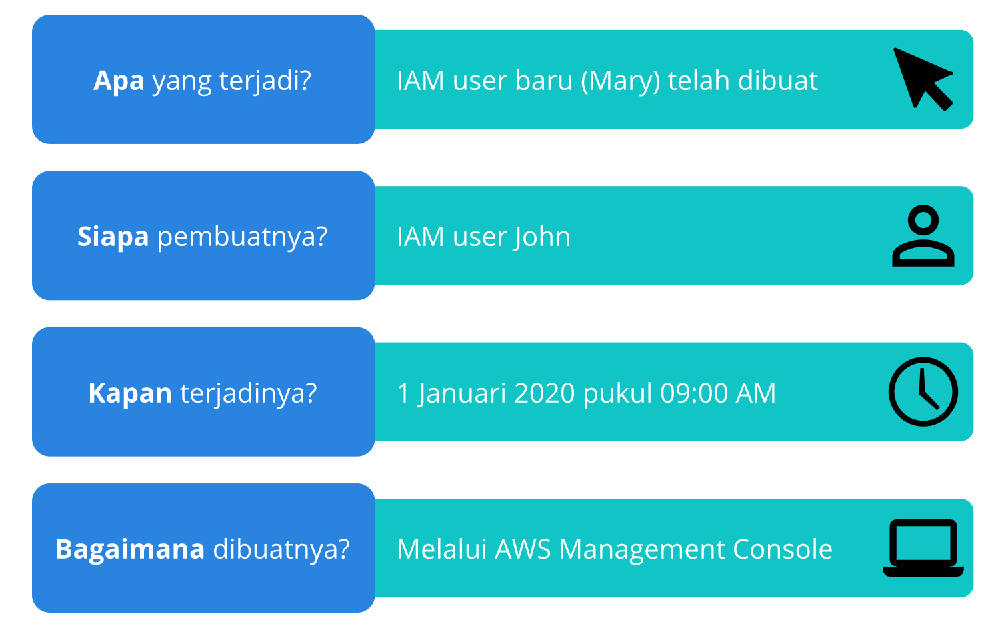 Apa yang terjadi?
IAM user baru (Mary) telah dibuat
Siapa pembuatnya?
IAM user John
Kapan terjadinya?
1 Januari 2020 pukul 09:00 AM
Bagaimana dibuatnya?
Melalui AWS Management Console